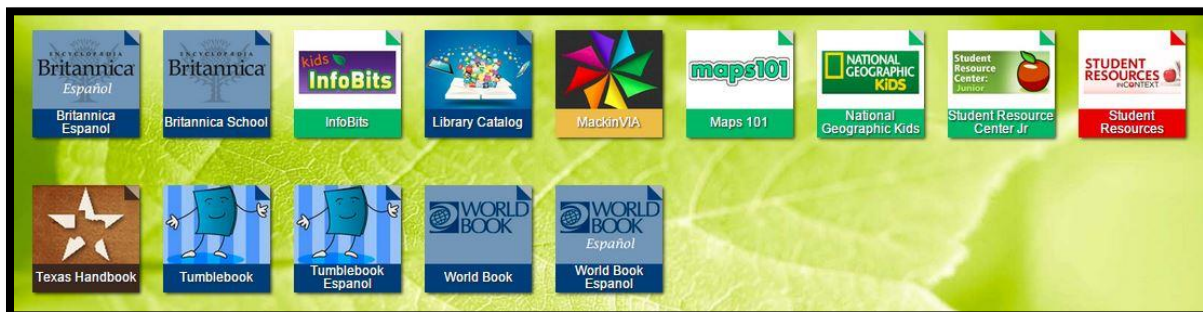 ENCYCLOPÆDIA
Britannica
Español
Britannica
Espanol
ENCYCLOPÆDIA
Britannica
Britannica School
kids
InfoBits
InfoBits
Library Catalog
MackinVIA
maps101
Maps 101
NATIONAL
GEOGRAPHIC
KiDS
National
Geographic Kids
Student
Resource
Center:
Junior
Student Resource
Center Jr
STUDENT
RESOURCES
IN CONTEXT
Student
Resources
Texas Handbook
Tumblebook
Tumblebook
Espanol
WORLD
BOOK
World Book
WORLD
BOOK
Español
World Book
Espanol